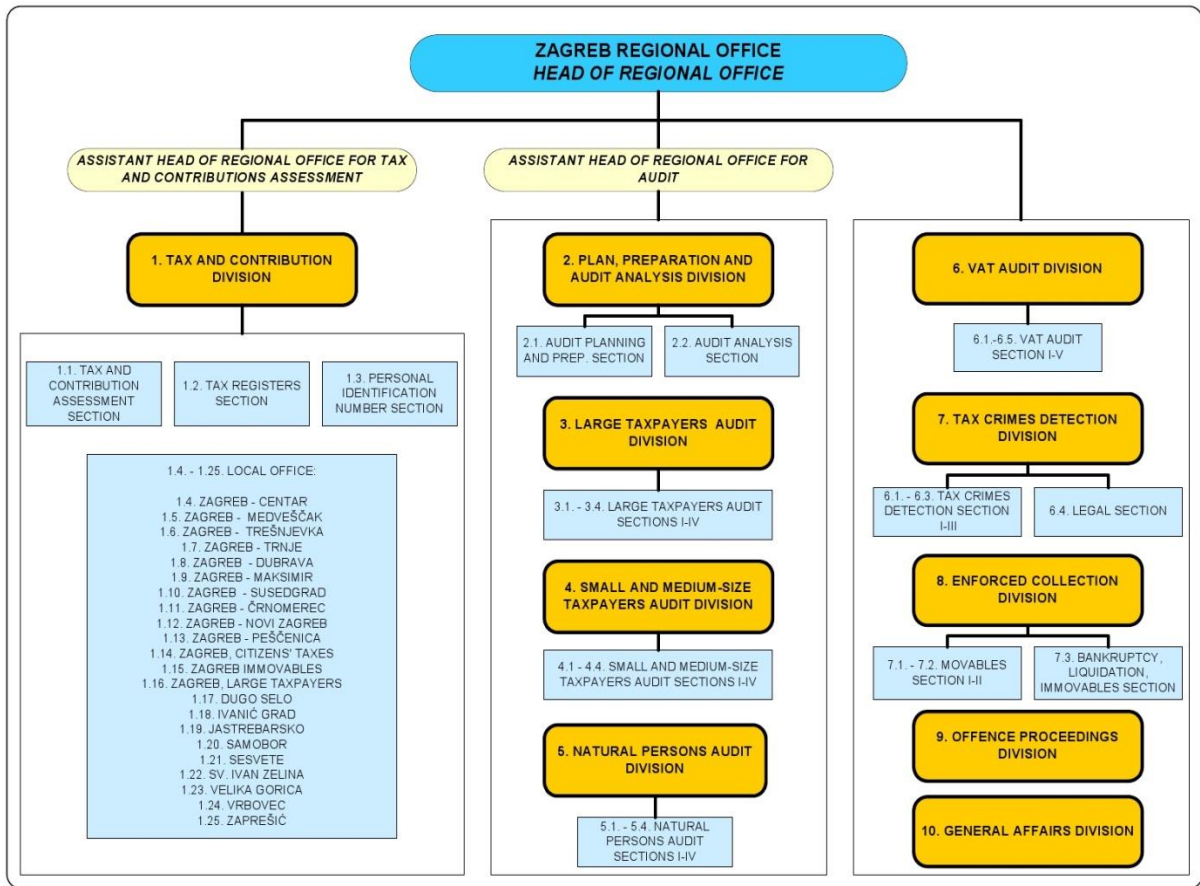 ZAGREB REGIONAL OFFICE
HEAD OF REGIONAL OFFICE
ASSISTANT HEAD OF REGIONAL OFFICE FOR TAX
AND CONTRIBUTIONS ASSESSMENT
1. TAX AND CONTRIBUTION
DIVISION
1.1. TAX AND
CONTRIBUTION
ASSESSMENT
SECTION
1.2. TAX REGISTERS
SECTION
1.3. PERSONAL
IDENTIFICATION
NUMBER SECTION
1.4. - 1.25. LOCAL OFFICE:
1.4. ZAGREB - CENTAR
1.5. ZAGREB - MEDVEŠČAK
1.6. ZAGREB - TREŠNJEVKA
1.7. ZAGREB - TRNJE
1.8. ZAGREB - DUBRAVA
1.9. ZAGREB - MAKSIMIR
1.10. ZAGREB - SUSEDGRAD
1.11. ZAGREB - ČRNOMEREC
1.12. ZAGREB - NOVI ZAGREB
1.13. ZAGREB - PEŠČENICA
1.14. ZAGREB, CITIZENS' TAXES
1.15. ZAGREB IMMOVABLES
1.16. ZAGREB, LARGE TAXPAYERS
1.17. DUGO SELO
1.18. IVANIĆ GRAD
1.19. JASTREBARSKO
1.20. SAMOBOR
1.21. SESVETE
1.22. SV. IVAN ZELINA
1.23. VELIKA GORICA
1.24. VRBOVEC
1.25. ZAPREŠIĆ
ASSISTANT HEAD OF REGIONAL OFFICE FOR
AUDIT
2. PLAN, PREPARATION AND
AUDIT ANALYSIS DIVISION
2.1. AUDIT PLANNING
AND PREP. SECTION
2.2. AUDIT ANALYSIS
SECTION
3. LARGE TAXPAYERS AUDIT
DIVISION
3.1. - 3.4. LARGE TAXPAYERS AUDIT
SECTIONS I-IV
4. SMALL AND MEDIUM-SIZE
TAXPAYERS AUDIT DIVISION
4.1 - 4.4. SMALL AND MEDIUM-SIZE
TAXPAYERS AUDIT SECTIONS I-IV
5. NATURAL PERSONS AUDIT
DIVISION
5.1. - 5.4. NATURAL
PERSONS AUDIT
SECTIONS I-IV
6. VAT AUDIT DIVISION
6.1.-6.5. VAT AUDIT
SECTION I-V
7. TAX CRIMES DETECTION
DIVISION
6.1. - 6.3. TAX CRIMES
DETECTION SECTION
I-III
6.4. LEGAL SECTION
8. ENFORCED COLLECTION
DIVISION
7.1. - 7.2. MOVABLES
SECTION I-II
7.3. BANKRUPTCY,
LIQUIDATION,
IMMOVABLES SECTION
9. OFFENCE PROCEEDINGS
DIVISION
10. GENERAL AFFAIRS DIVISION